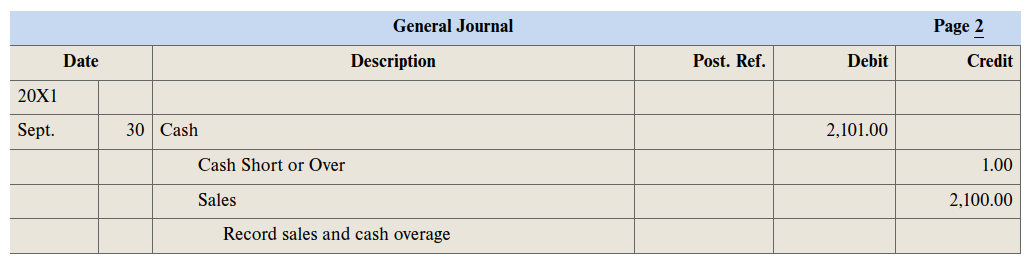 General Journal Page 2
Date Description Post. Ref. Debit Credit
20X1
Sept. 30 Cash 2,101.00
Cash Short or Over 1.00
Sales 2,100.00
Record sales and cash overage